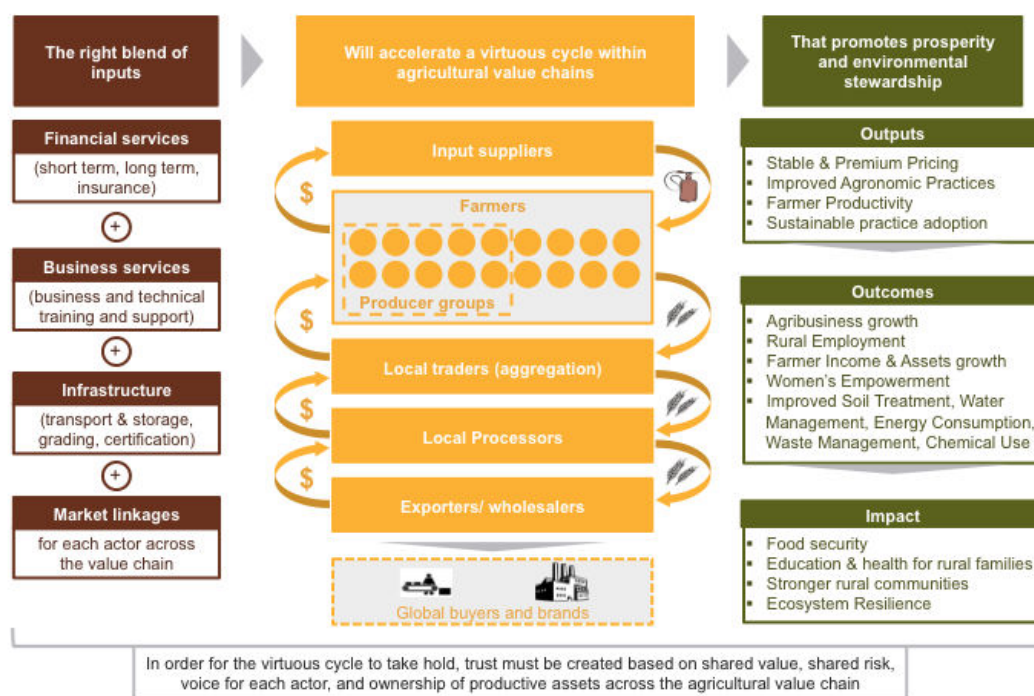 The right blend of
inputs
Will accelerate a virtuous cycle within
agricultural value chains
That promotes prosperity
and environmental
stewardship
Financial services
(short term, long term,
insurance)
+
Business services
(business and technical
training and support)
+
Infrastructure
(transport & storage,
grading, certification)
+
Market linkages
for each actor across
the value chain
Input suppliers
$
Farmers
Producer groups
$
Local traders (aggregation)
$
Local Processors
$
Exporters/ wholesalers
Global buyers and brands
Outputs
▪ Stable & Premium Pricing
▪ Improved Agronomic Practices
▪ Farmer Productivity
▪ Sustainable practice adoption
Outcomes
▪ Agribusiness growth
▪ Rural Employment
▪ Farmer Income & Assets growth
▪ Women's Empowerment
▪ Improved Soil Treatment, Water
Management, Energy Consumption,
Waste Management, Chemical Use
Impact
▪ Food security
▪ Education & health for rural families
▪ Stronger rural communities
▪ Ecosystem Resilience
In order for the virtuous cycle to take hold, trust must be created based on shared value, shared risk,
voice for each actor, and ownership of productive assets across the agricultural value chain